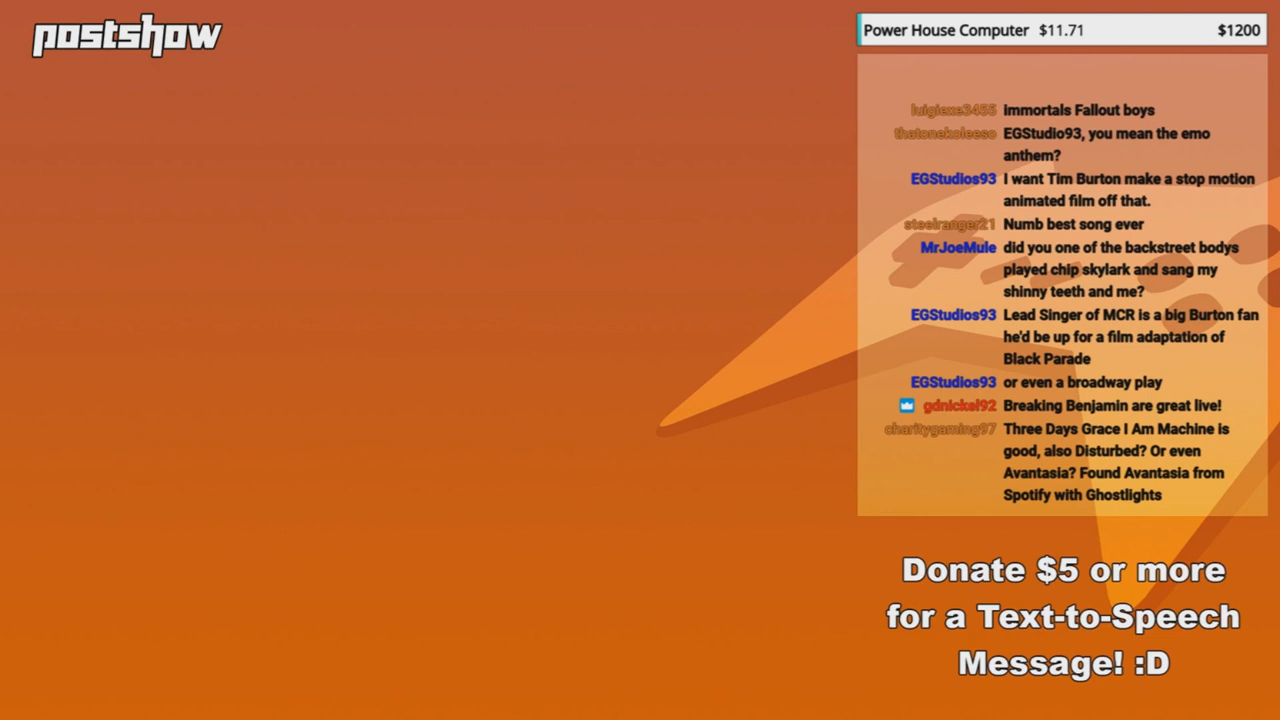 postshow
Power House Computer $11.71 $1200
luigiexe3455 immortals Fallout boys
thatonekoleeso EGStudio93, you mean the emo
anthem?
EGStudios93 I want Tim Burton make a stop motion
animated film off that.
steelranger21 Numb best song ever
MrJoeMule did you one of the backstreet bodys
played chip skylark and sang my
shinny teeth and me?
EGStudios93 Lead Singer of MCR is a big Burton fan
he'd be up for a film adaptation of
Black Parade
EGStudios93 or even a broadway play
gdnickel92 Breaking Benjamin are great live!
charitygaming97 Three Days Grace I Am Machine is
good, also Disturbed? Or even
Avantasia? Found Avantasia from
Spotify with Ghostlights
Donate $5 or more
for a Text-to-Speech
Message! :D